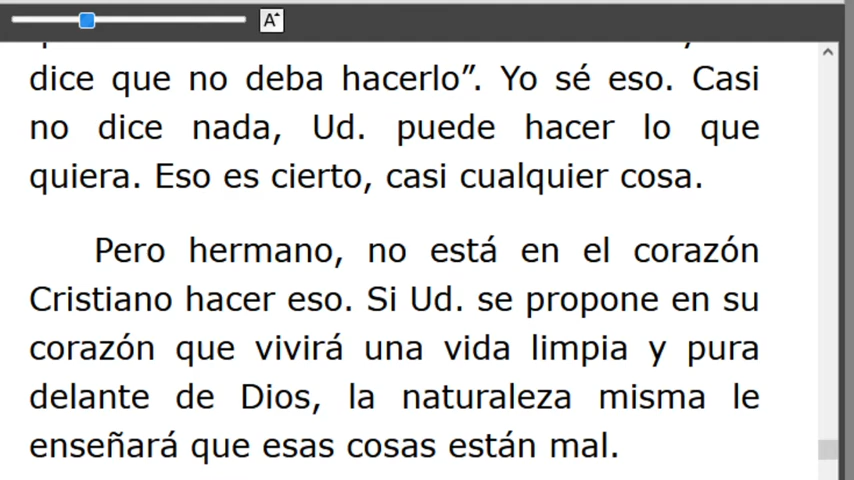 A
dice que no deba hacerlo”. Yo sé eso. Casi
no dice nada, Ud. puede hacer lo que
quiera. Eso es cierto, casi cualquier cosa.
Pero hermano, no está en el corazón
Cristiano hacer eso. Si Ud. se propone en su
corazón que vivirá una vida limpia y pura
delante de Dios, la naturaleza misma le
enseñará que esas cosas están mal.